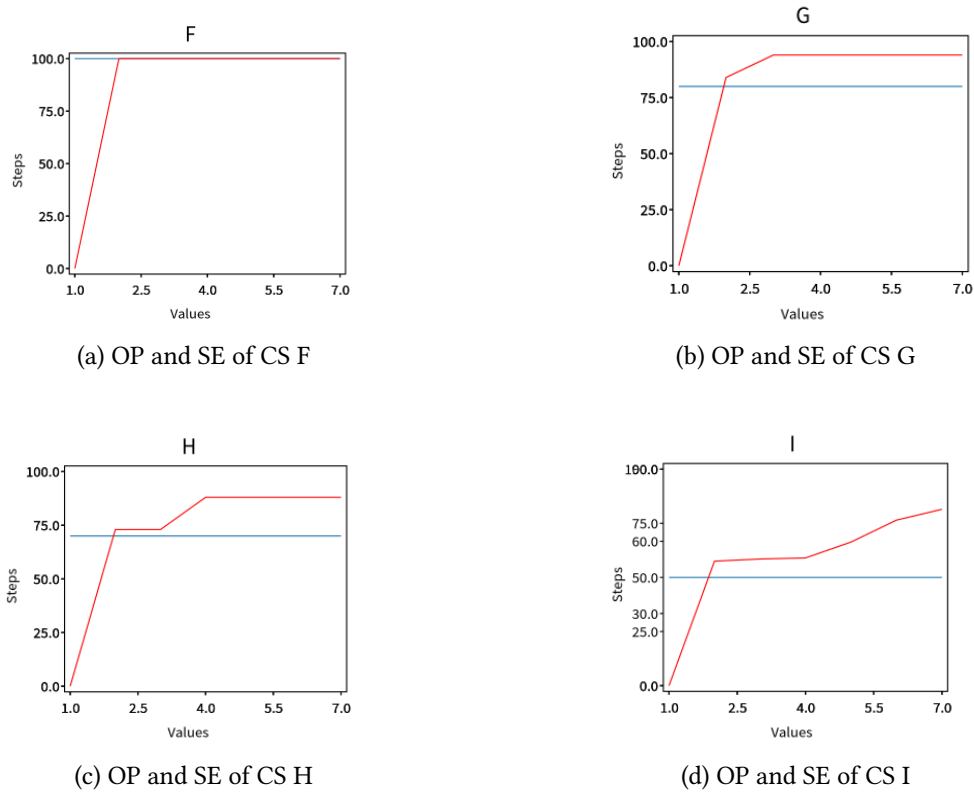 F
100.0
75.0
50.0
25.0
0.0
Steps
1.0 2.5 4.0 5.5 7.0
Values
(a) OP and SE of CS F
G
100.0
75.0
50.0
25.0
0.0
Steps
1.0 2.5 4.0 5.5 7.0
Values
(b) OP and SE of CS G
H
100.0
75.0
50.0
25.0
0.0
Steps
1.0 2.5 4.0 5.5 7.0
Values
(c) OP and SE of CS H
I
75.0
60.0
50.0
30.0
25.0
0.0
Steps
1.0 2.5 4.0 5.5 7.0
Values
(d) OP and SE of CS I